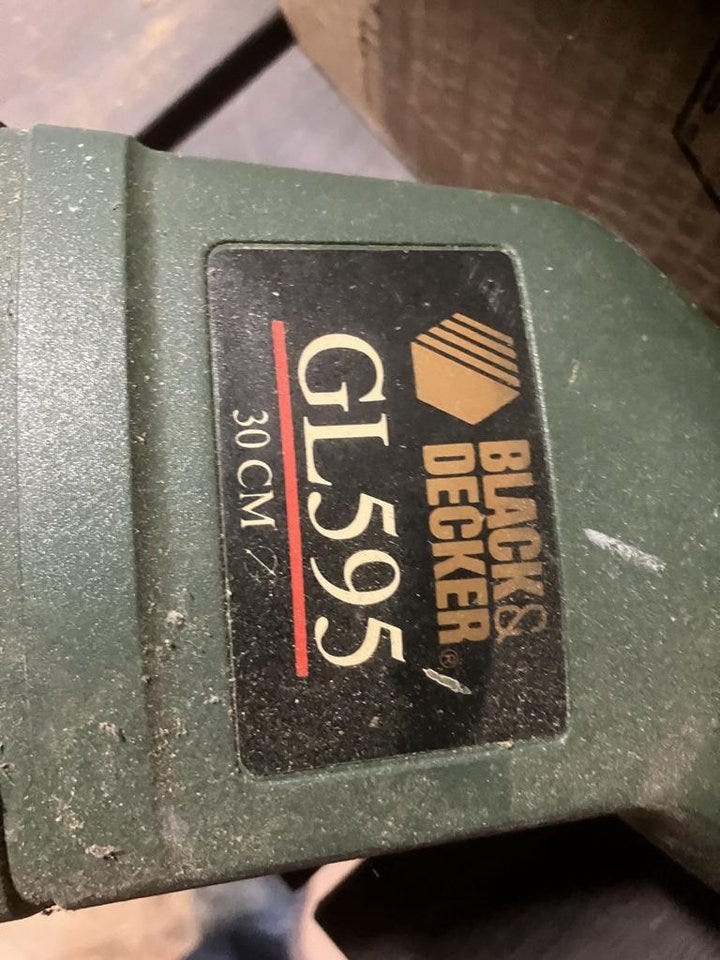 BLACK&
DECKER®
GL595
30 CM ∅